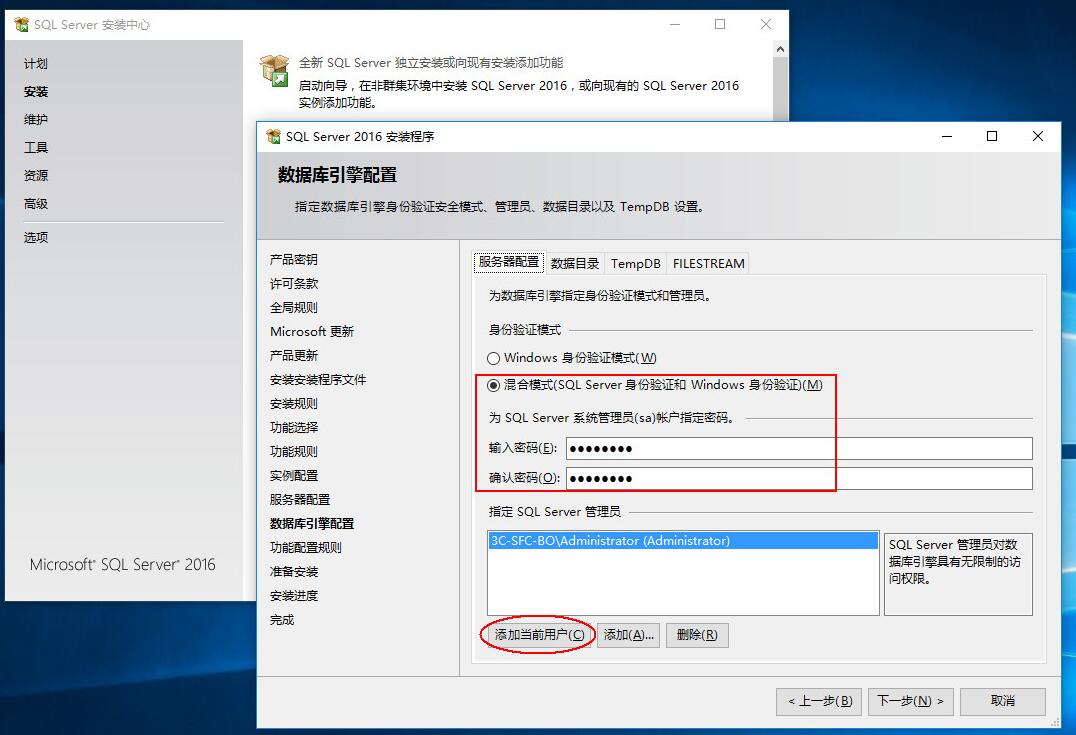 SQL Server 安装中心
计划
安装
维护
工具
资源
高级
选项
Microsoft® SQL Server® 2016
全新 SQL Server 独立安装或向现有安装添加功能
启动向导，在非群集环境中安装 SQL Server 2016，或向现有的 SQL Server 2016
实例添加功能。
SQL Server 2016 安装程序
数据库引擎配置
指定数据库引擎身份验证安全模式、管理员、数据目录以及 TempDB 设置。
产品密钥
许可条款
全局规则
Microsoft 更新
产品更新
安装安装程序文件
安装规则
功能选择
功能规则
实例配置
服务器配置
数据库引擎配置
功能配置规则
准备安装
安装进度
完成
服务器配置 数据目录 TempDB FILESTREAM
为数据库引擎指定身份验证模式和管理员。
身份验证模式
Windows 身份验证模式(W)
混合模式(SQL Server 身份验证和 Windows 身份验证)(M)
为 SQL Server 系统管理员(sa)帐户指定密码。
输入密码(E): ●●●●●●●●
确认密码(O): ●●●●●●●●
指定 SQL Server 管理员
3C-SFC-BO\Administrator (Administrator)
SQL Server 管理员对数
据库引擎具有无限制的访
问权限。
添加当前用户(C) 添加(A)... 删除(R)
< 上一步(B) 下一步(N) > 取消